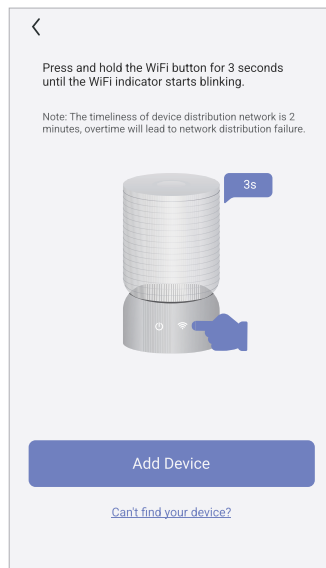 Press and hold the WiFi button for 3 seconds
until the WiFi indicator starts blinking.
Note: The timeliness of device distribution network is 2
minutes, overtime will lead to network distribution failure.
3s
Add Device
Can't find your device?